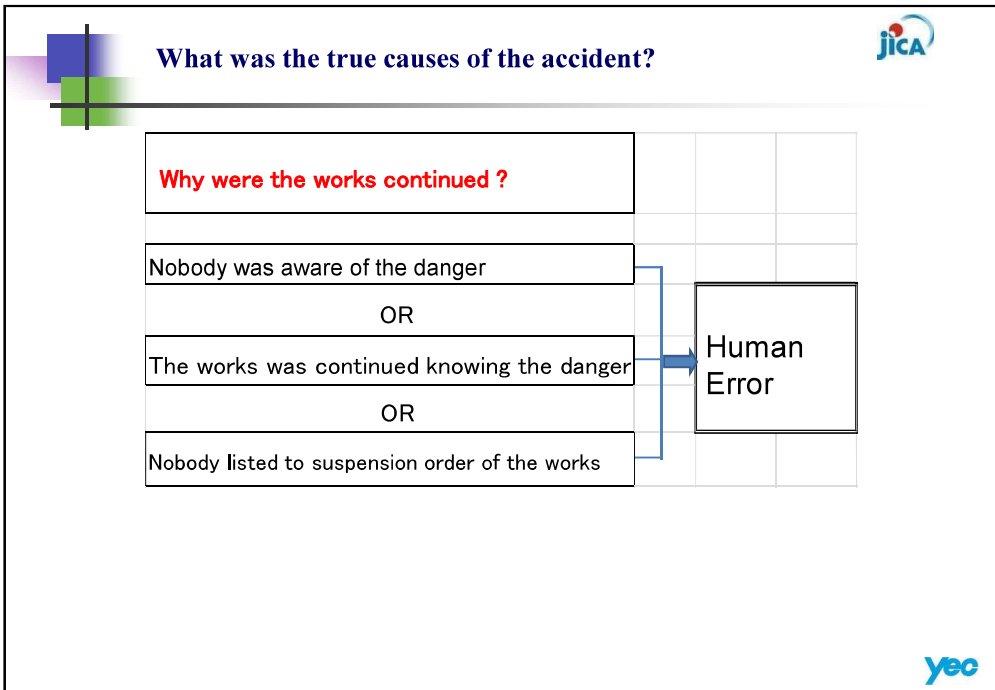 What was the true causes of the accident?
jICA
Why were the works continued ?
Nobody was aware of the danger
OR
The works was continued knowing the danger
OR
Nobody listed to suspension order of the works
Human
Error
yec